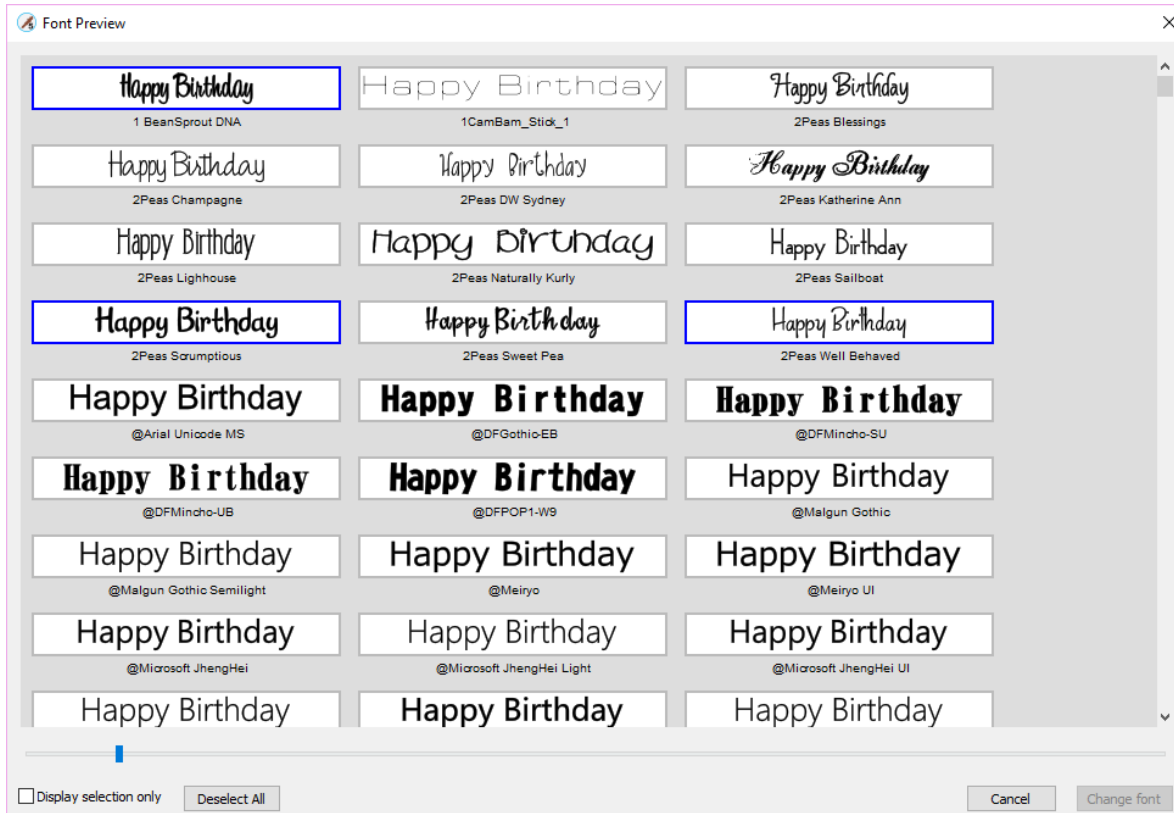 Font Preview
Happy Birthday Happy Birthday Happy Birthday
1 BeanSprout DNA 1CamBam_Stick_1 2Peas Blessings
Happy Birthday Happy Birthday Happy Birthday
2Peas Champagne 2Peas DW Sydney 2Peas Katherine Ann
Happy Birthday Happy Birthday Happy Birthday
2Peas Lighhouse 2Peas Naturally Kurly 2Peas Sailboat
Happy Birthday Happy Birthday Happy Birthday
2Peas Scrumptious 2Peas Sweet Pea 2Peas Well Behaved
Happy Birthday Happy Birthday Happy Birthday
@Arial Unicode MS @DFGothic-EB @DFMincho-SU
Happy Birthday Happy Birthday Happy Birthday
@DFMincho-UB @DFPOP1-W9 @Malgun Gothic
Happy Birthday Happy Birthday Happy Birthday
@Malgun Gothic Semilight @Meiryo @Meiryo UI
Happy Birthday Happy Birthday Happy Birthday
@Microsoft JhengHei @Microsoft JhengHei Light @Microsoft JhengHei UI
Happy Birthday Happy Birthday Happy Birthday
Display selection only Deselect All Cancel Change font